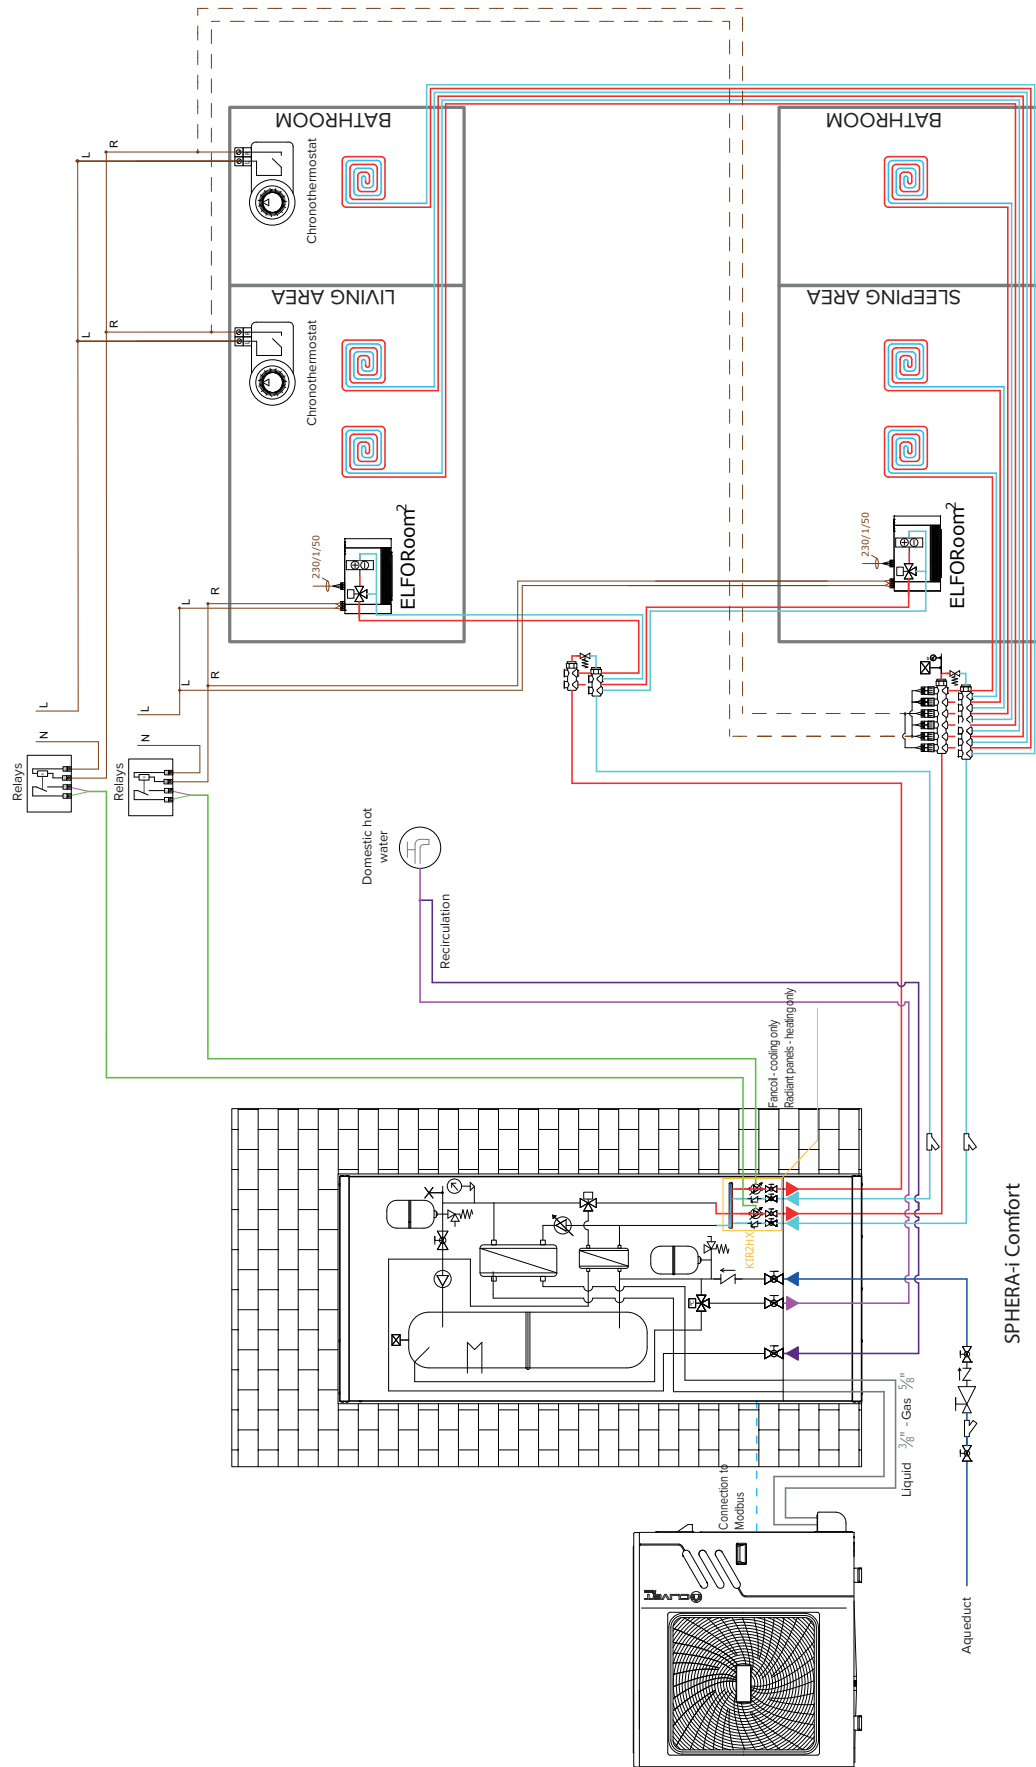 BATHROOM
BATHROOM
L
R
Chronothermostat
LIVING AREA
SLEEPING AREA
L
R
Chronothermostat
230/1/50
230/1/50
ELFORoom²
ELFORoom²
L
R
L
R
L
N
L
N
Relays
Relays
Domestic hot
water
Recirculation
Fancoil - cooling only
Radiant panels - heating only
KIR2HX
Connection to
Modbus
Liquid 3/8" - Gas 5/8"
SPHERA-i Comfort
CLIVET
Aqueduct